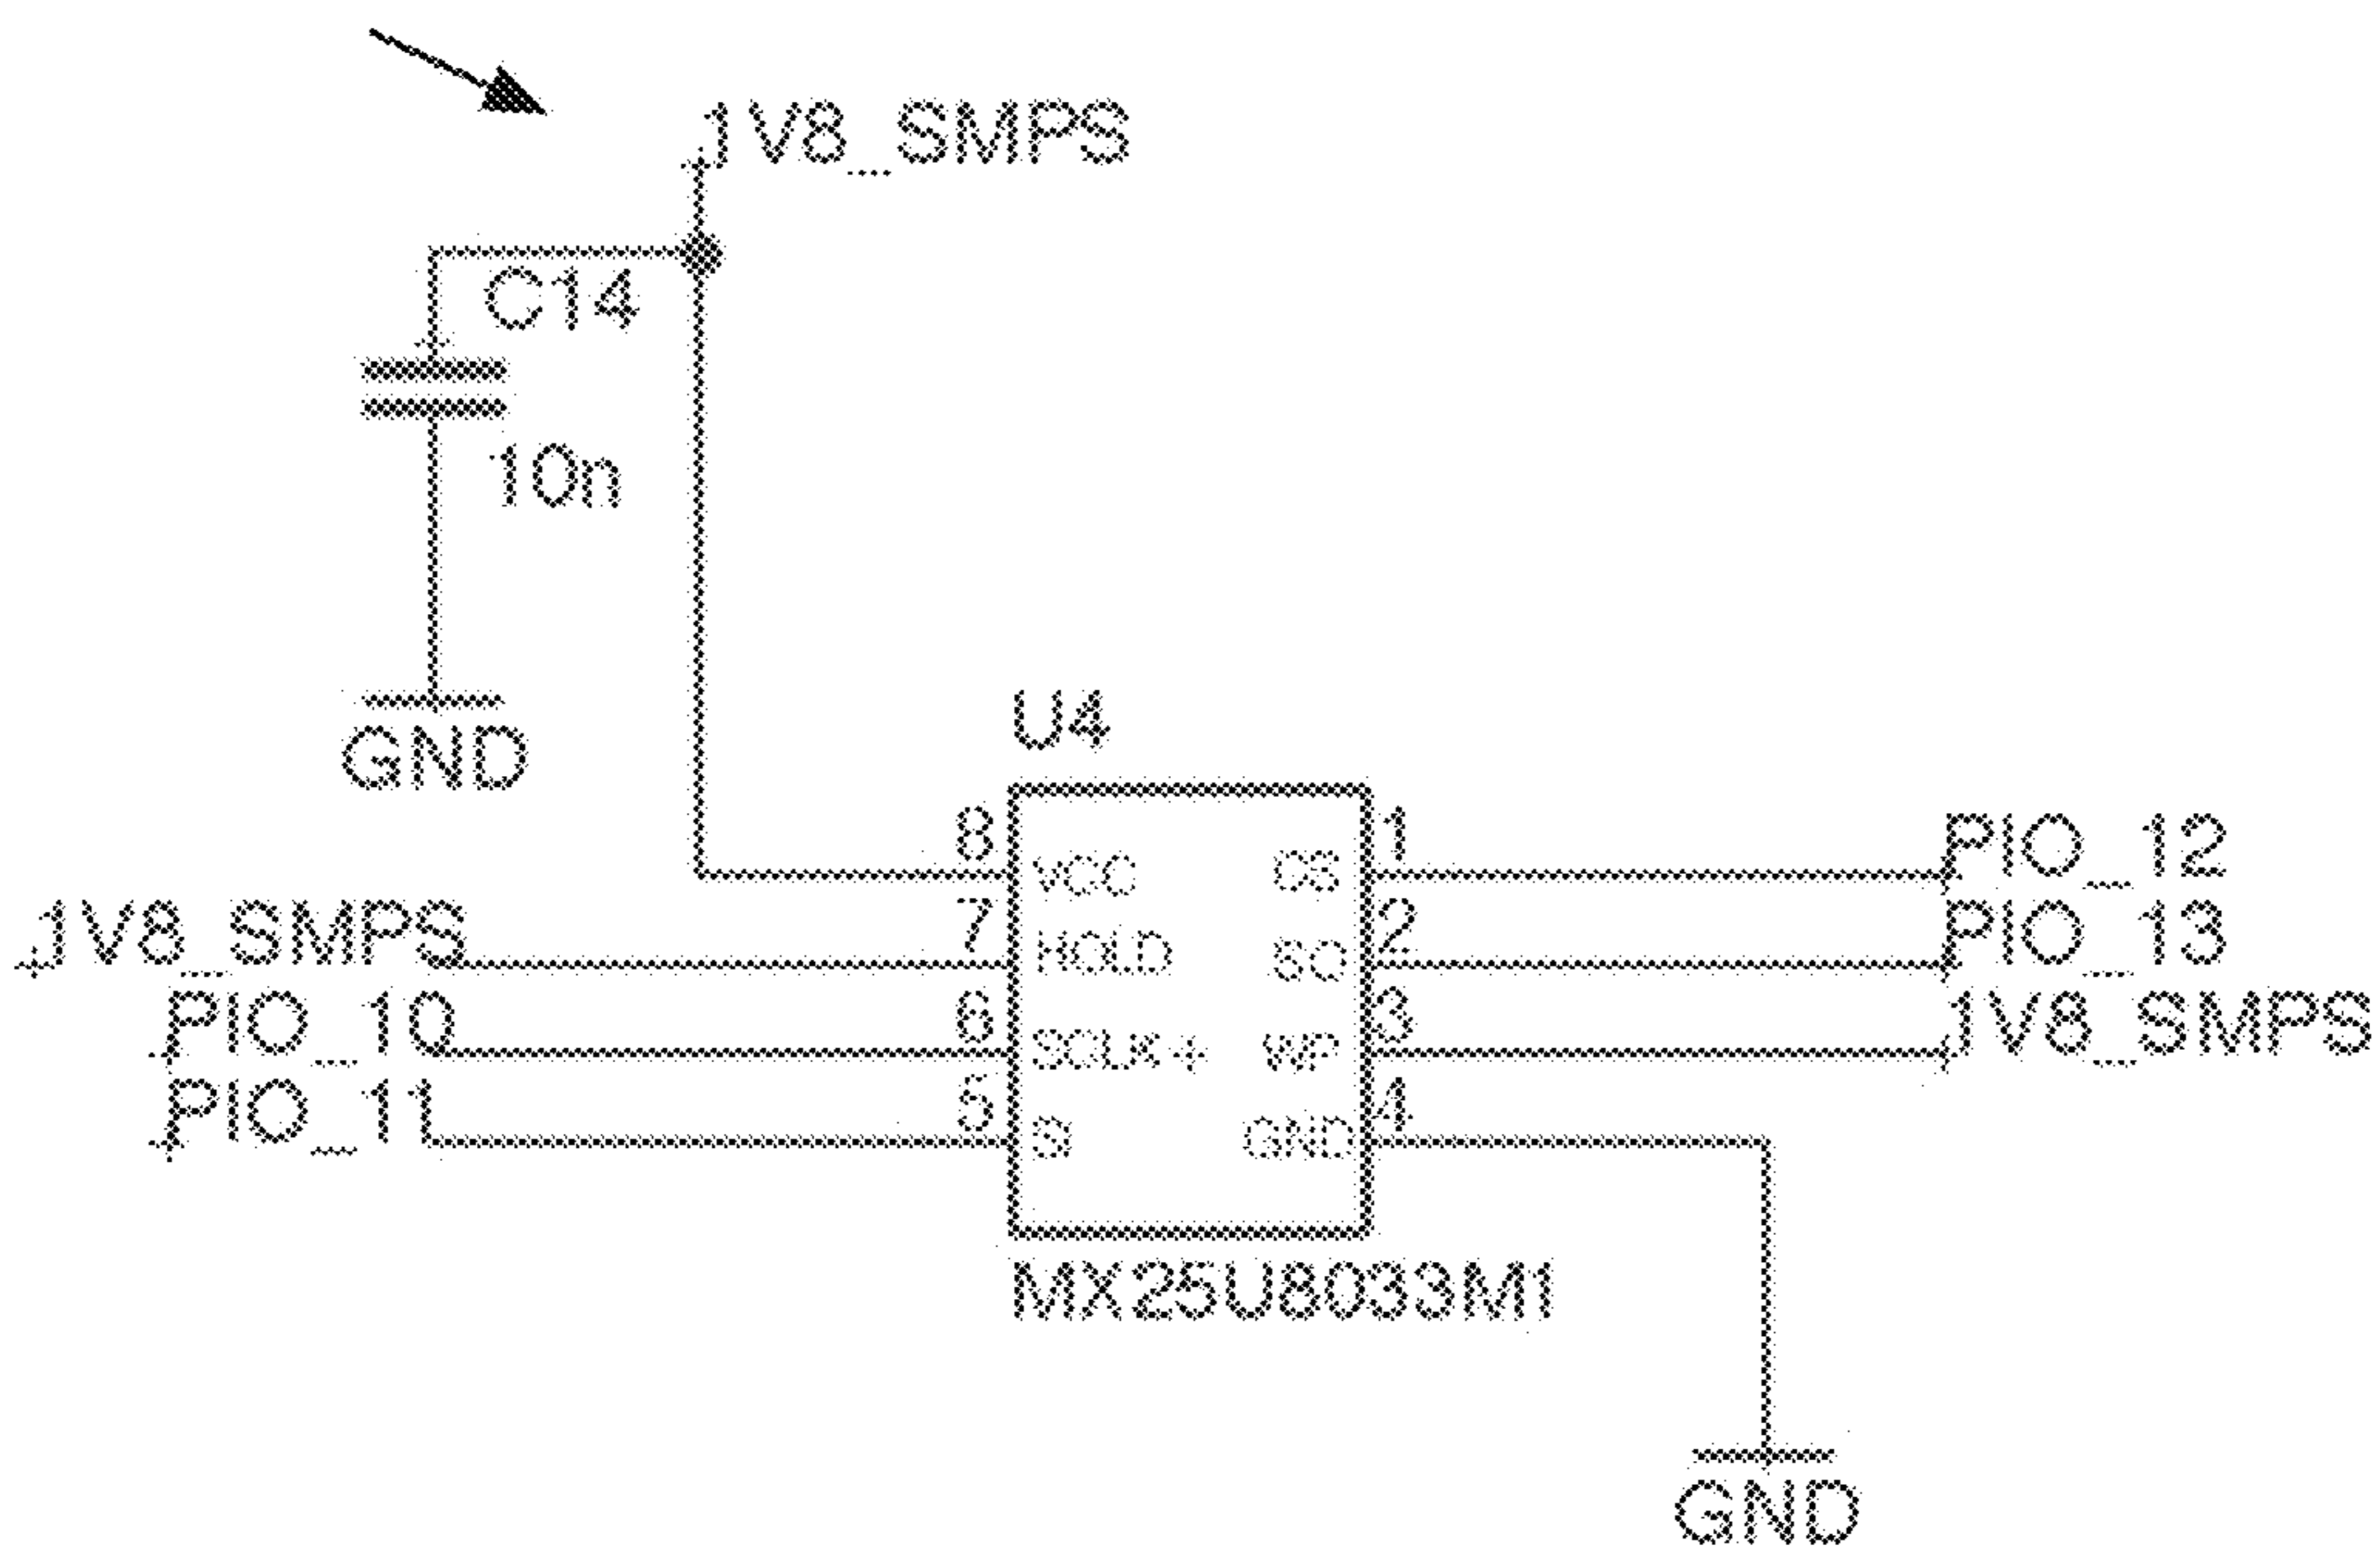 1V8_SMPS
C14
10n
GND
U4
8 VCC CS 1 PIO_12
1V8_SMPS 7 HOLD SO 2 PIO_13
PIO_10 6 SCLK+ WP 3 1V8_SMPS
PIO_11 5 SI GND 4
MX25U8033M1
GND